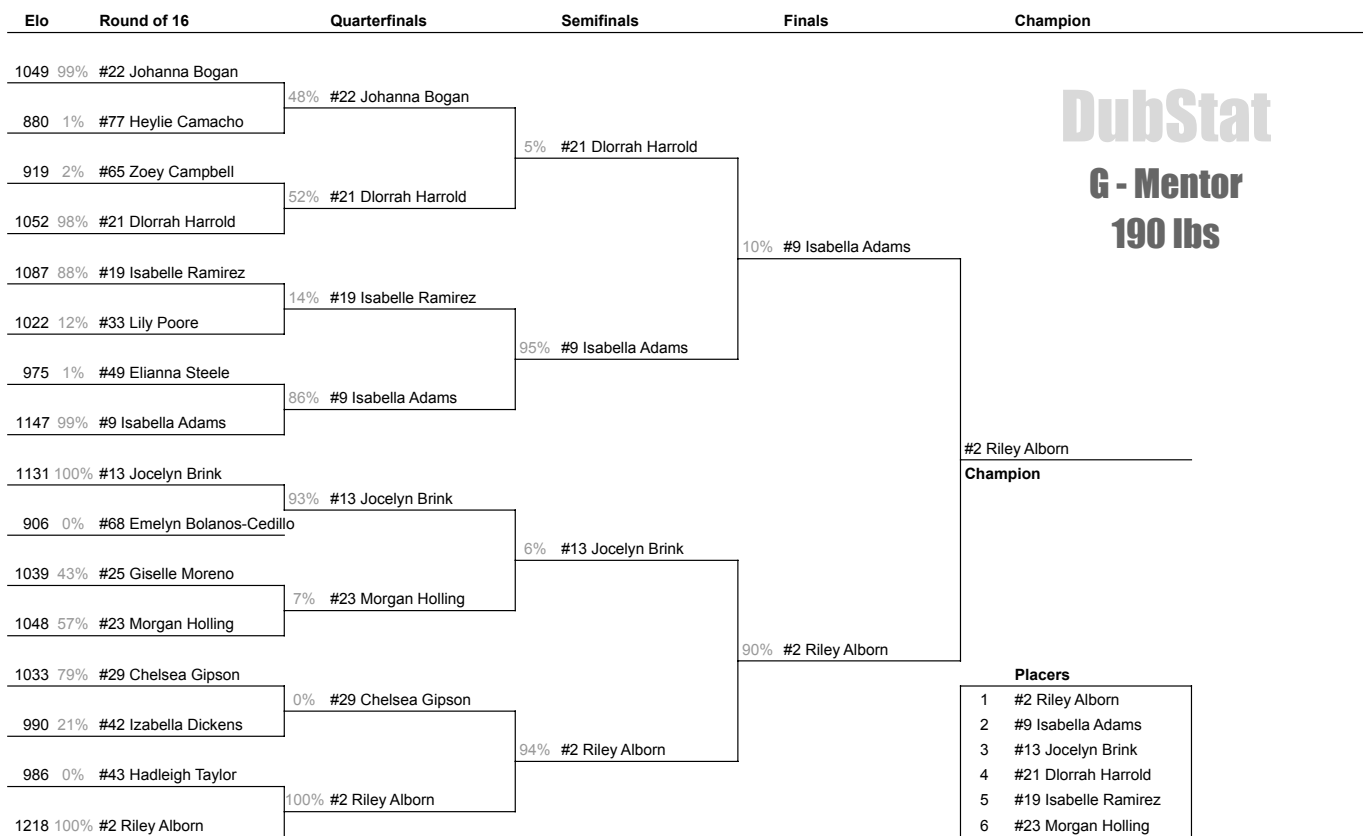 Elo Round of 16 Quarterfinals Semifinals Finals Champion
1049 99% #22 Johanna Bogan
48% #22 Johanna Bogan
880 1% #77 Heylie Camacho
5% #21 Dlorrah Harrold
919 2% #65 Zoey Campbell
52% #21 Dlorrah Harrold
1052 98% #21 Dlorrah Harrold
10% #9 Isabella Adams
1087 88% #19 Isabelle Ramirez
14% #19 Isabelle Ramirez
1022 12% #33 Lily Poore
95% #9 Isabella Adams
975 1% #49 Elianna Steele
86% #9 Isabella Adams
1147 99% #9 Isabella Adams
#2 Riley Alborn
Champion
1131 100% #13 Jocelyn Brink
93% #13 Jocelyn Brink
906 0% #68 Emelyn Bolanos-Cedillo
6% #13 Jocelyn Brink
1039 43% #25 Giselle Moreno
7% #23 Morgan Holling
1048 57% #23 Morgan Holling
90% #2 Riley Alborn
1033 79% #29 Chelsea Gipson
0% #29 Chelsea Gipson
990 21% #42 Izabella Dickens
94% #2 Riley Alborn
986 0% #43 Hadleigh Taylor
100% #2 Riley Alborn
1218 100% #2 Riley Alborn
DubStat
G - Mentor
190 lbs
Placers
1 #2 Riley Alborn
2 #9 Isabella Adams
3 #13 Jocelyn Brink
4 #21 Dlorrah Harrold
5 #19 Isabelle Ramirez
6 #23 Morgan Holling